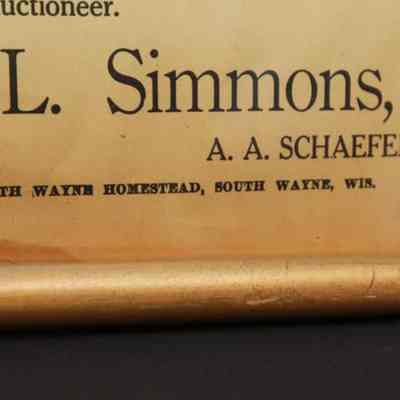 uctioneer.
L. Simmons,
A. A. SCHAEFE
TH WAYNE HOMESTEAD, SOUTH WAYNE, WIS.